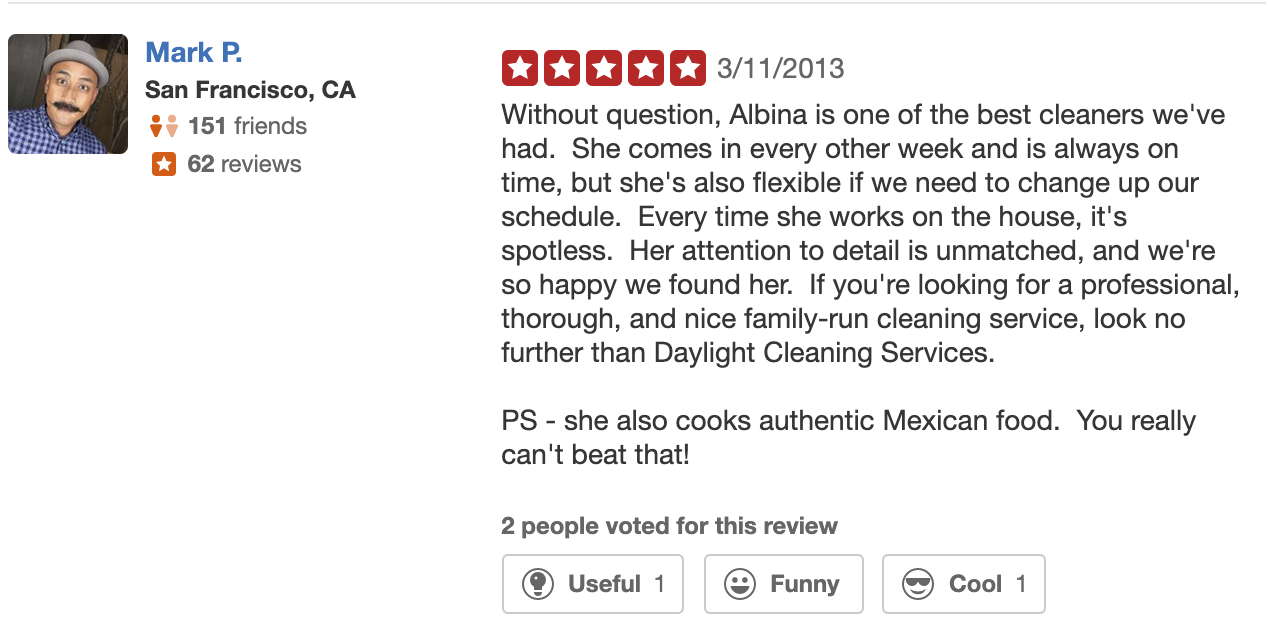 Mark P.
San Francisco, CA
151 friends
62 reviews
3/11/2013
Without question, Albina is one of the best cleaners we've
had.  She comes in every other week and is always on
time, but she's also flexible if we need to change up our
schedule.  Every time she works on the house, it's
spotless.  Her attention to detail is unmatched, and we're
so happy we found her.  If you're looking for a professional,
thorough, and nice family-run cleaning service, look no
further than Daylight Cleaning Services.
PS - she also cooks authentic Mexican food.  You really
can't beat that!
2 people voted for this review
Useful 1 Funny Cool 1